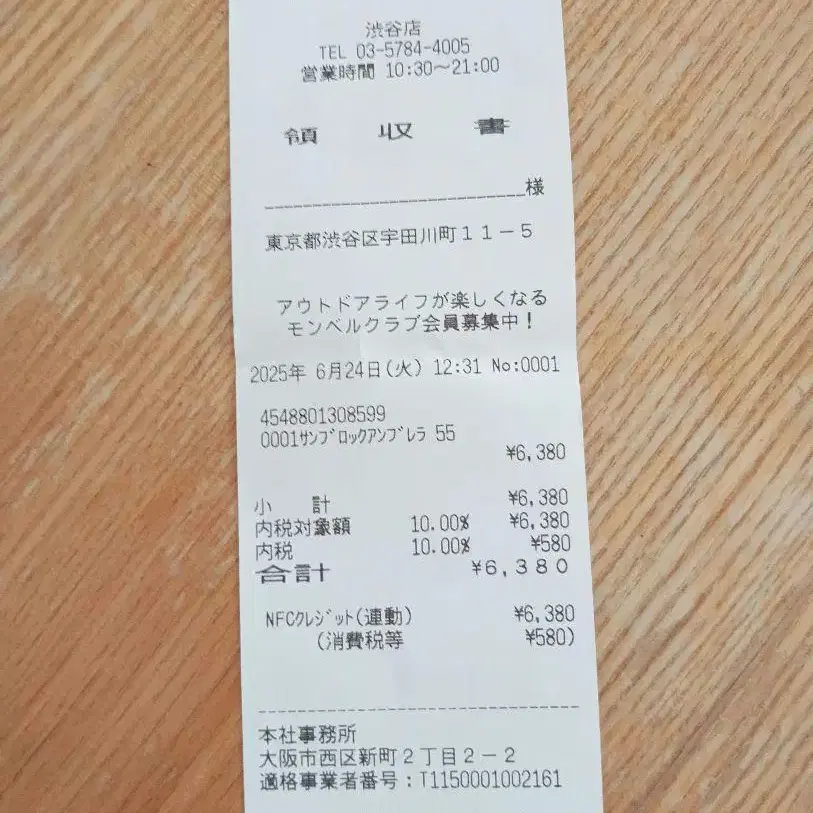 渋谷店
TEL 03-5784-4005
営業時間 10:30～21:00
領 収 書
様
東京都渋谷区宇田川町１１－５
アウトドアライフが楽しくなる
モンベルクラブ会員募集中！
2025年 6月24日(火) 12:31 No:0001
4548801308599
0001ｻﾝﾌﾞﾛｯｸｱﾝﾌﾞﾚﾗ 55
¥6,380
小 計 ¥6,380
内税対象額 10.00% ¥6,380
内税 10.00% ¥580
合計 ¥6,380
NFCｸﾚｼﾞｯﾄ(連動) ¥6,380
(消費税等 ¥580)
本社事務所
大阪市西区新町２丁目２－２
適格事業者番号：T1150001002161